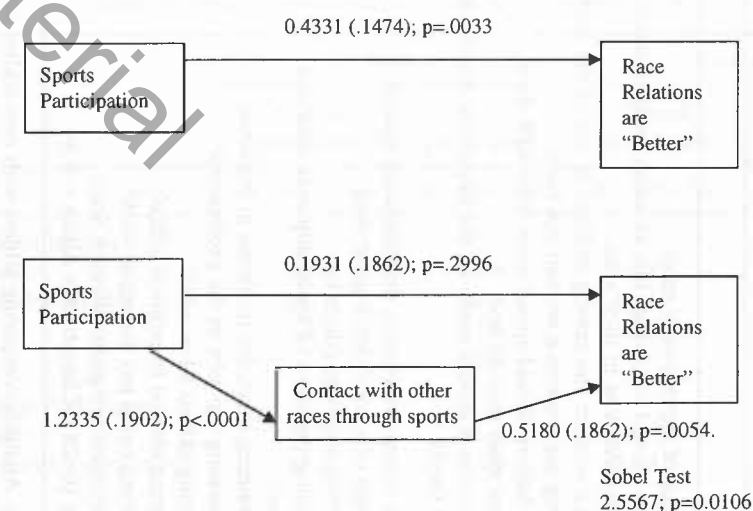 terial
0.4331 (.1474); p=.0033
Sports
Participation
Race
Relations
are
“Better”
0.1931 (.1862); p=.2996
Sports
Participation
Race
Relations
are
“Better”
Contact with other
races through sports
1.2335 (.1902); p<.0001
0.5180 (.1862); p=.0054.
Sobel Test
2.5567; p=0.0106